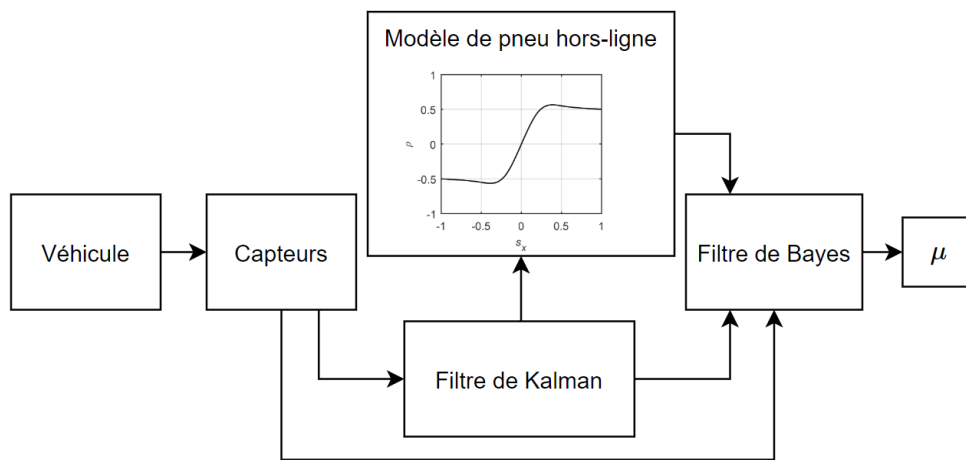 Modèle de pneu hors-ligne
1
0.5
0
-0.5
-1
ρ
-1 -0.5 0 0.5 1
s_x
Véhicule
Capteurs
Filtre de Bayes
μ
Filtre de Kalman